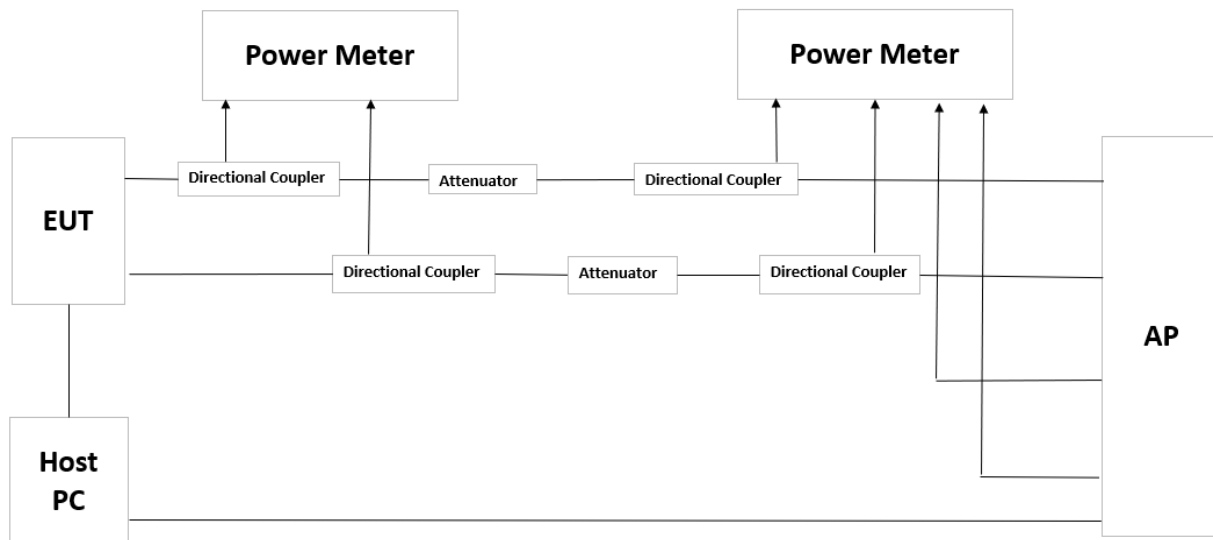 Power Meter
Power Meter
Directional Coupler
Attenuator
Directional Coupler
EUT
Directional Coupler
Attenuator
Directional Coupler
AP
Host
PC